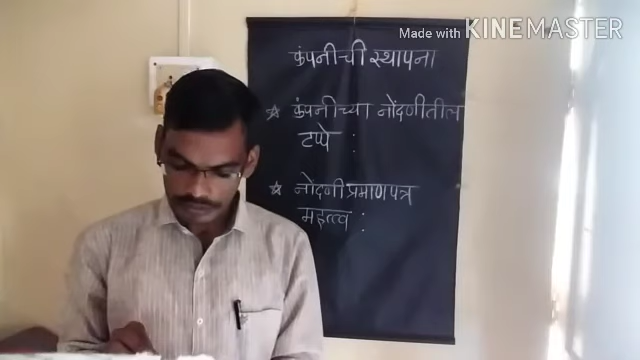 Made with KINEMASTER
कंपनीची स्थापना
☆ कंपनीच्या नोंदणीतील
टप्पे :
☆ नोंदणी प्रमाणपत्र
महत्त्व :